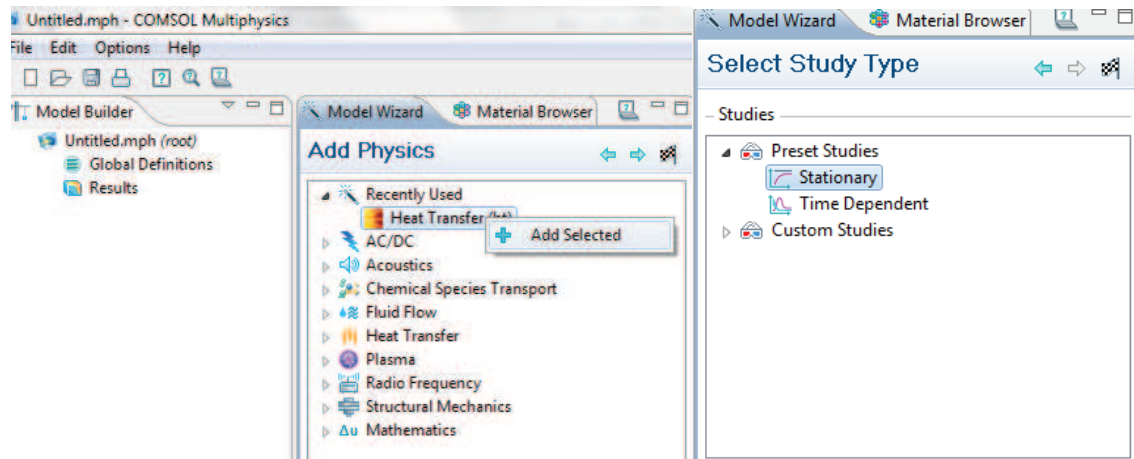 Untitled.mph - COMSOL Multiphysics
File Edit Options Help
Model Builder
Untitled.mph (root)
Global Definitions
Results
Model Wizard
Material Browser
Add Physics
Recently Used
Heat Transfer
Add Selected
AC/DC
Acoustics
Chemical Species Transport
Fluid Flow
Heat Transfer
Plasma
Radio Frequency
Structural Mechanics
Δu Mathematics
Model Wizard
Material Browser
Select Study Type
Studies
Preset Studies
Stationary
Time Dependent
Custom Studies